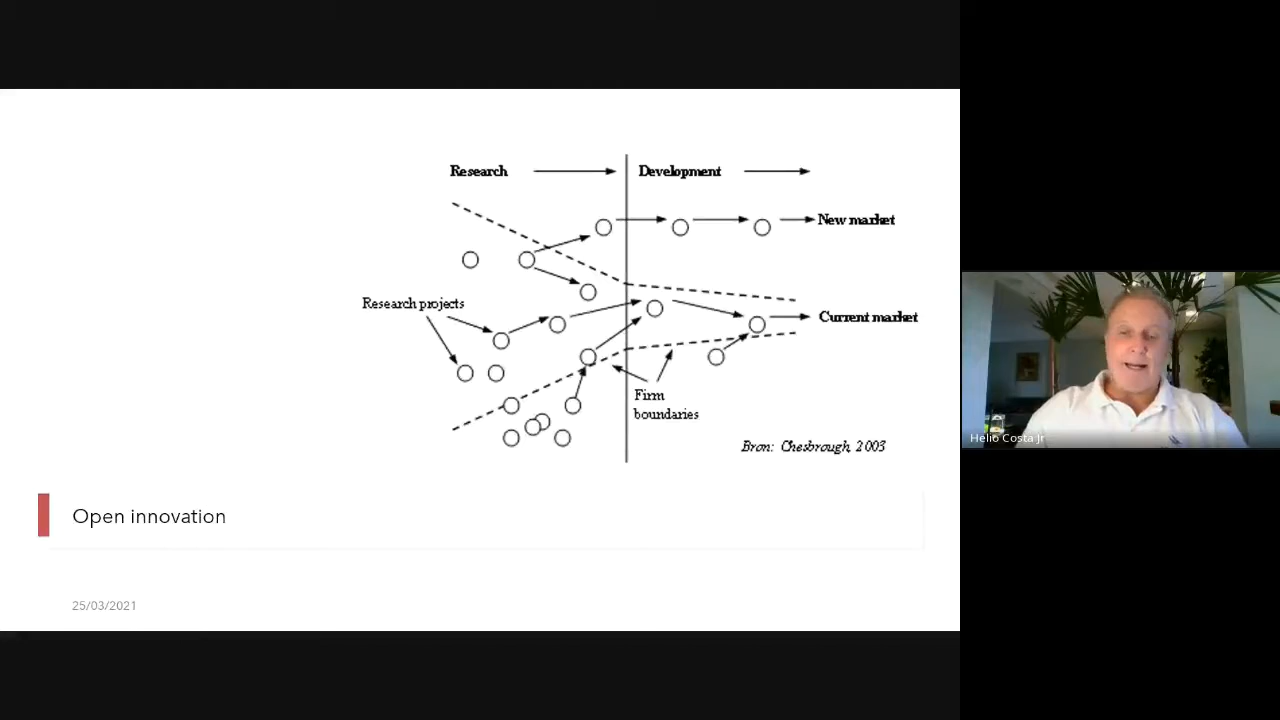 Research
Development
New market
Research projects
Current market
Firm
boundaries
Bron: Chesbrough, 2003
Helio Costa Jr
Open innovation
25/03/2021